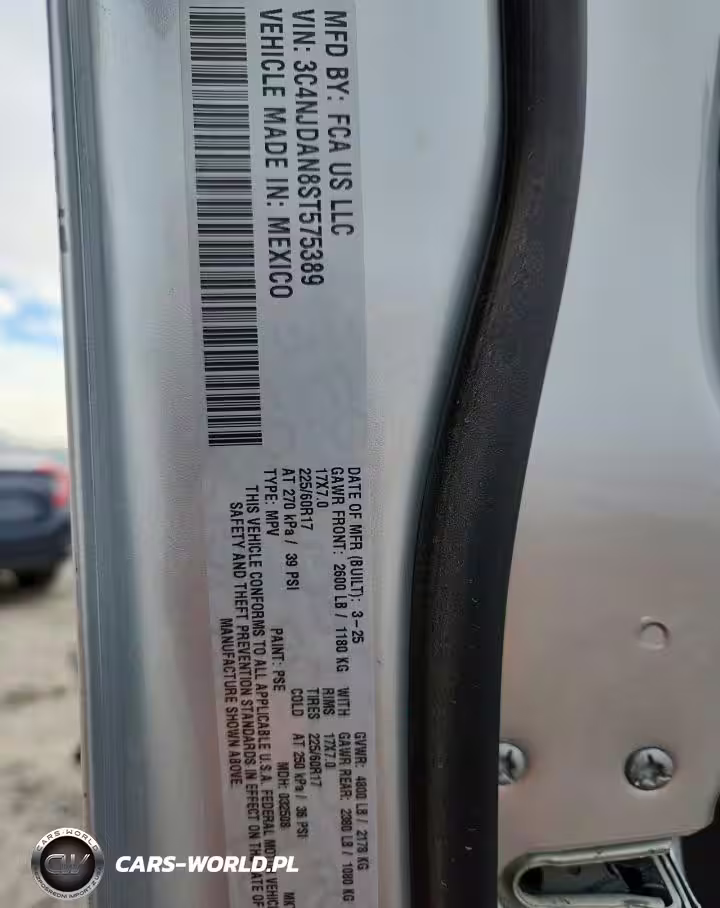 MFD BY: FCA US LLC
VIN: 3C4NJDAN8ST575389
VEHICLE MADE IN: MEXICO
DATE OF MFR (BUILT): 3-25 GVWR: 4800 LB / 2178 KG
GAWR FRONT: 2600 LB / 1180 KG WITH GAWR REAR: 2380 LB / 1080 KG
17X7.0 RIMS 17X7.0
225/60R17 TIRES 225/60R17
AT 270 kPa / 39 PSI COLD AT 250 kPa / 36 PSI
TYPE: MPV PAINT: PSE MDH: 032509
THIS VEHICLE CONFORMS TO ALL APPLICABLE U.S.A. FEDERAL
SAFETY AND THEFT PREVENTION STANDARDS IN EFFECT ON THE DATE OF
MANUFACTURE SHOWN ABOVE.
CARS-WORLD
CW
CARS-WORLD.PL